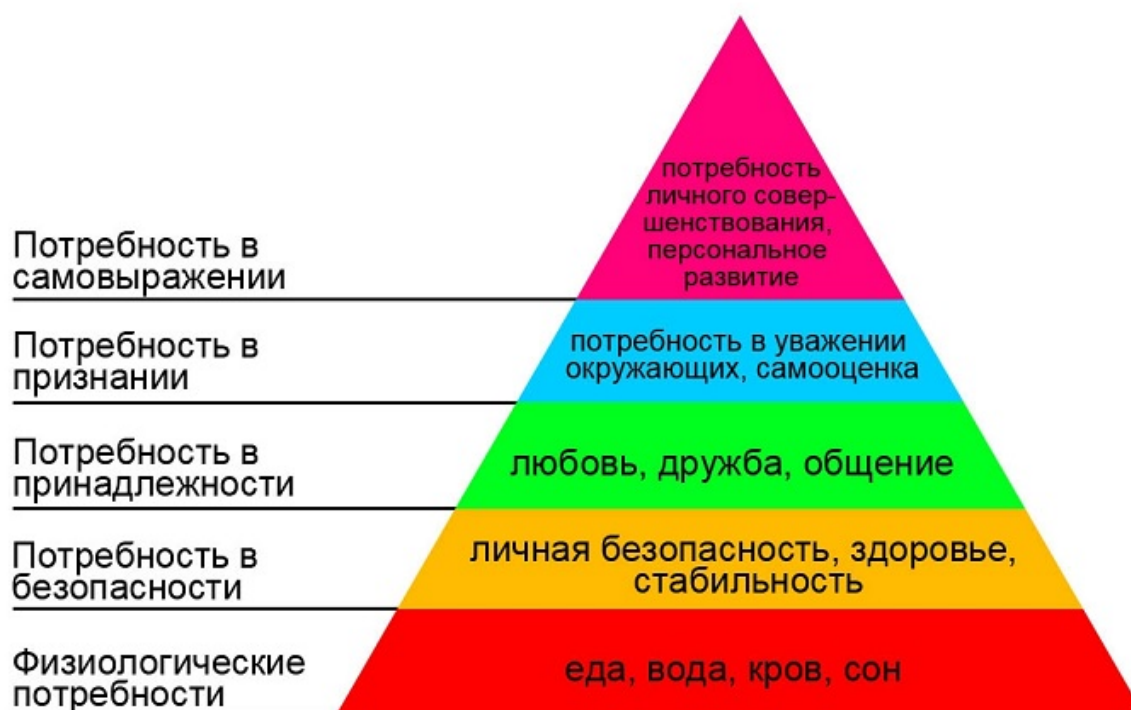 потребность
личного совер-
шенствования,
персональное
развитие
Потребность в
самовыражении
потребность в уважении
окружающих, самооценка
Потребность в
признании
любовь, дружба, общение
Потребность в
принадлежности
личная безопасность, здоровье,
стабильность
Потребность в
безопасности
еда, вода, кров, сон
Физиологические
потребности